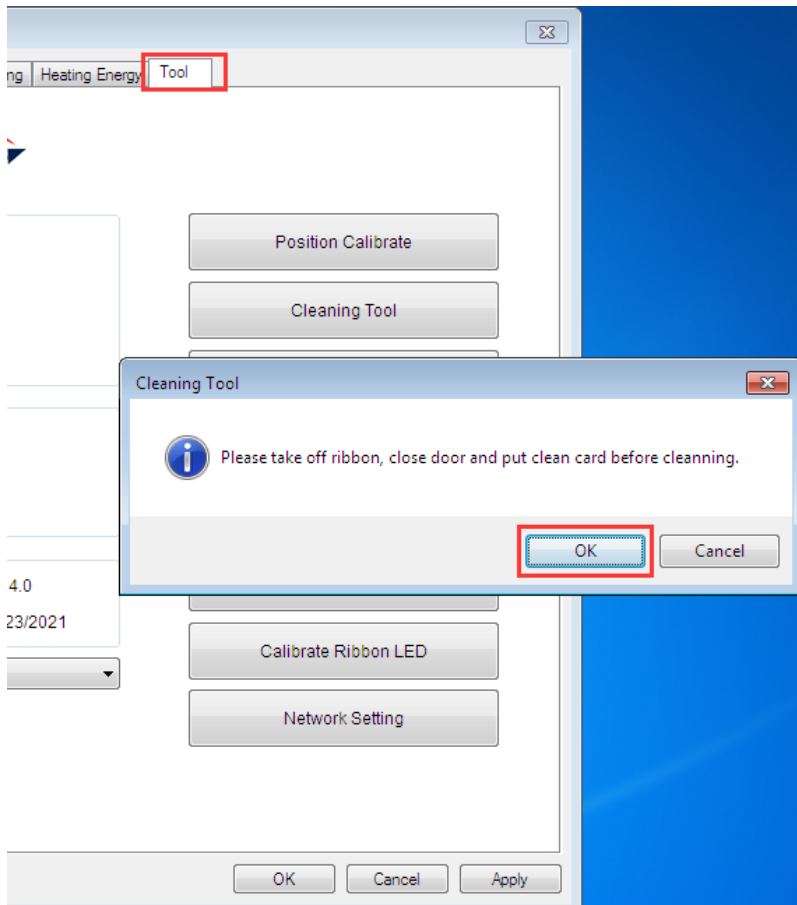 ng Heating Energy Tool
Position Calibrate
Cleaning Tool
Cleaning Tool
Please take off ribbon, close door and put clean card before cleanning.
OK Cancel
4.0
23/2021
Calibrate Ribbon LED
Network Setting
OK Cancel Apply